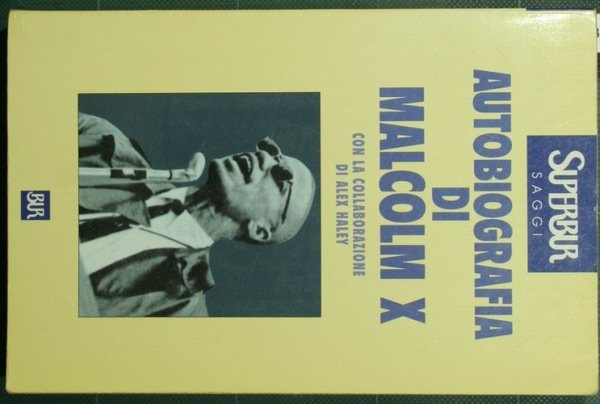 SUPERBUR
SAGGI
AUTOBIOGRAFIA
DI
MALCOLM X
CON LA COLLABORAZIONE
DI ALEX HALEY
BUR